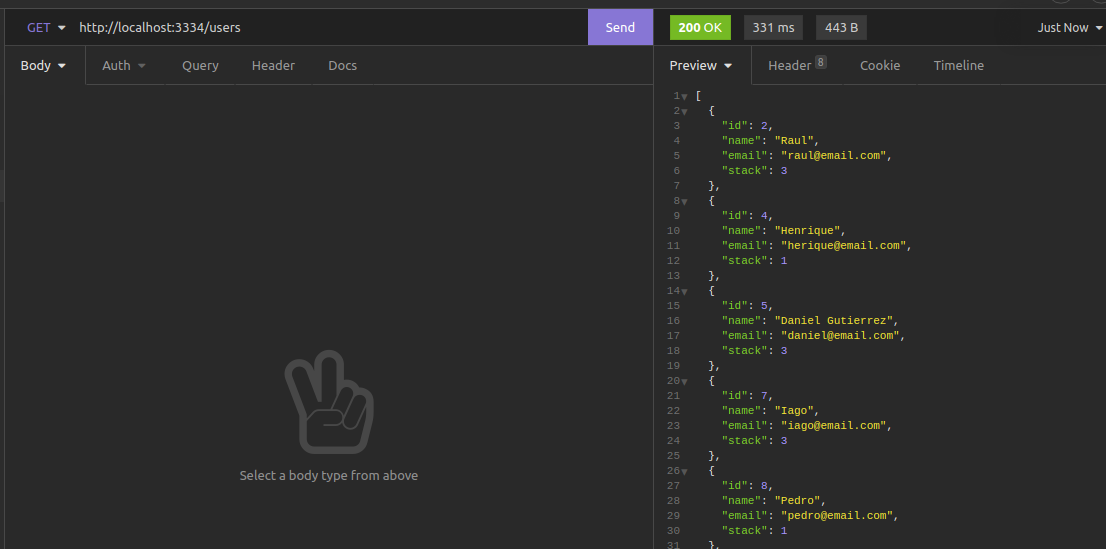 GET http://localhost:3334/users Send 200 OK 331 ms 443 B Just Now
Body Auth Query Header Docs Preview Header 8 Cookie Timeline
Select a body type from above
1 [
2 {
3 "id": 2,
4 "name": "Raul",
5 "email": "raul@email.com",
6 "stack": 3
7 },
8 {
9 "id": 4,
10 "name": "Henrique",
11 "email": "herique@email.com",
12 "stack": 1
13 },
14 {
15 "id": 5,
16 "name": "Daniel Gutierrez",
17 "email": "daniel@email.com",
18 "stack": 3
19 },
20 {
21 "id": 7,
22 "name": "Iago",
23 "email": "iago@email.com",
24 "stack": 3
25 },
26 {
27 "id": 8,
28 "name": "Pedro",
29 "email": "pedro@email.com",
30 "stack": 1
31 },